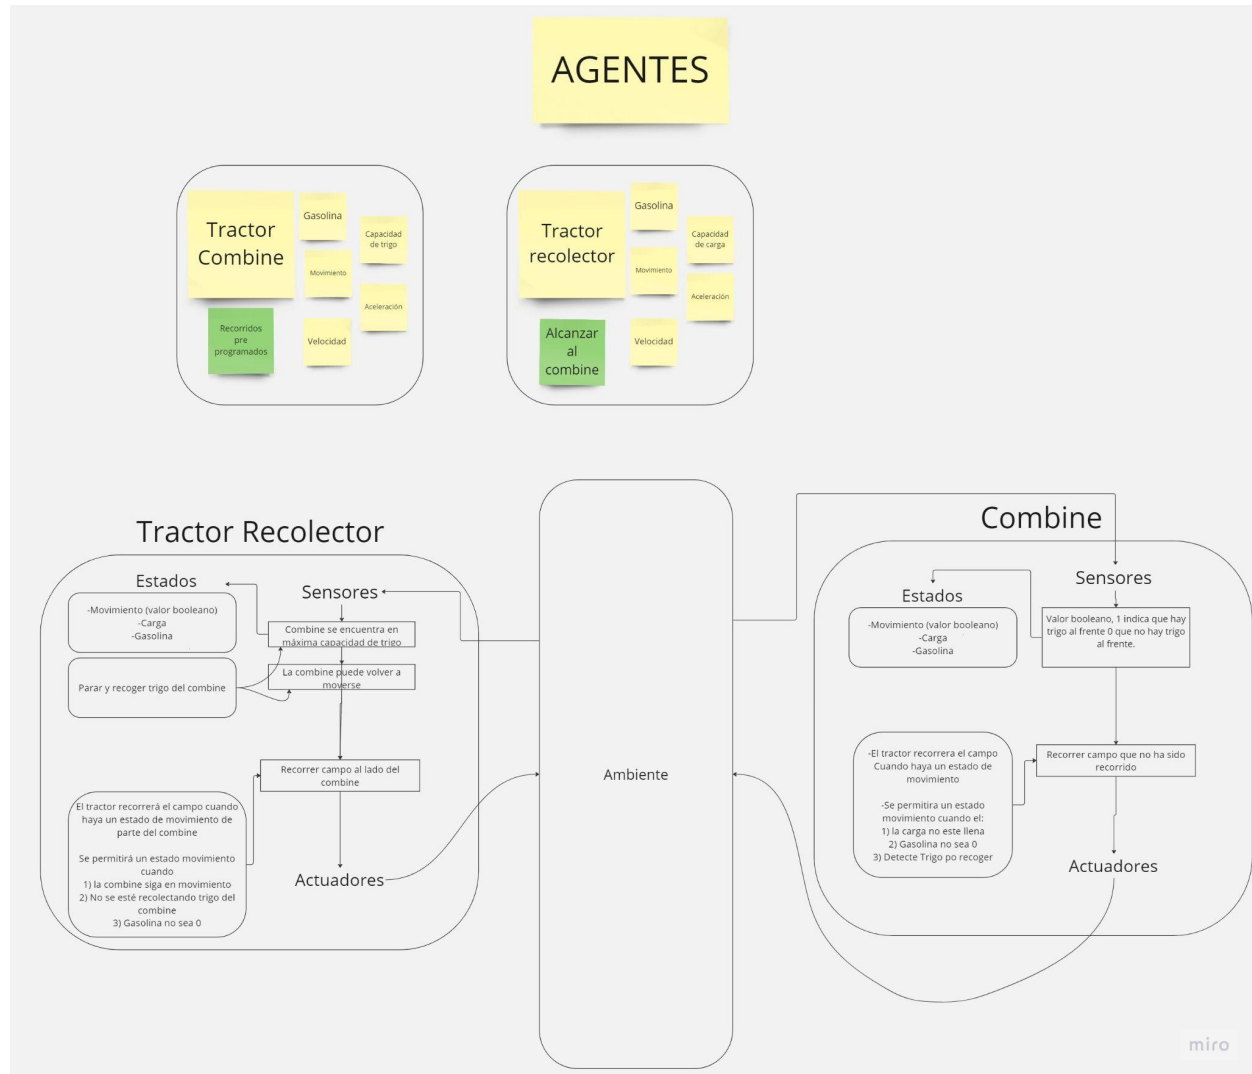 AGENTES
Tractor
Combine
Gasolina
Capacidad
de trigo
Movimiento
Aceleración
Recorridos
pre
programados
Velocidad
Tractor
recolector
Gasolina
Capacidad
de carga
Movimiento
Aceleración
Alcanzar
al
combine
Velocidad
Tractor Recolector
Estados
-Movimiento (valor booleano)
-Carga
-Gasolina
Sensores
Combine se encuentra en
máxima capacidad de trigo
La combine puede volver a
moverse
Parar y recoger trigo del combine
Recorrer campo al lado del
combine
El tractor recorrerá el campo cuando
haya un estado de movimiento de
parte del combine
Se permitirá un estado movimiento
cuando
1) la combine siga en movimiento
2) No se esté recolectando trigo del
combine
3) Gasolina no sea 0
Actuadores
Ambiente
Combine
Sensores
Estados
-Movimiento (valor booleano)
-Carga
-Gasolina
Valor booleano, 1 indica que hay
trigo al frente 0 que no hay trigo
al frente.
-El tractor recorrera el campo
Cuando haya un estado de
movimiento
-Se permitira un estado
movimiento cuando el:
1) la carga no este llena
2) Gasolina no sea 0
3) Detecte Trigo po recoger
Recorrer campo que no ha sido
recorrido
Actuadores
miro